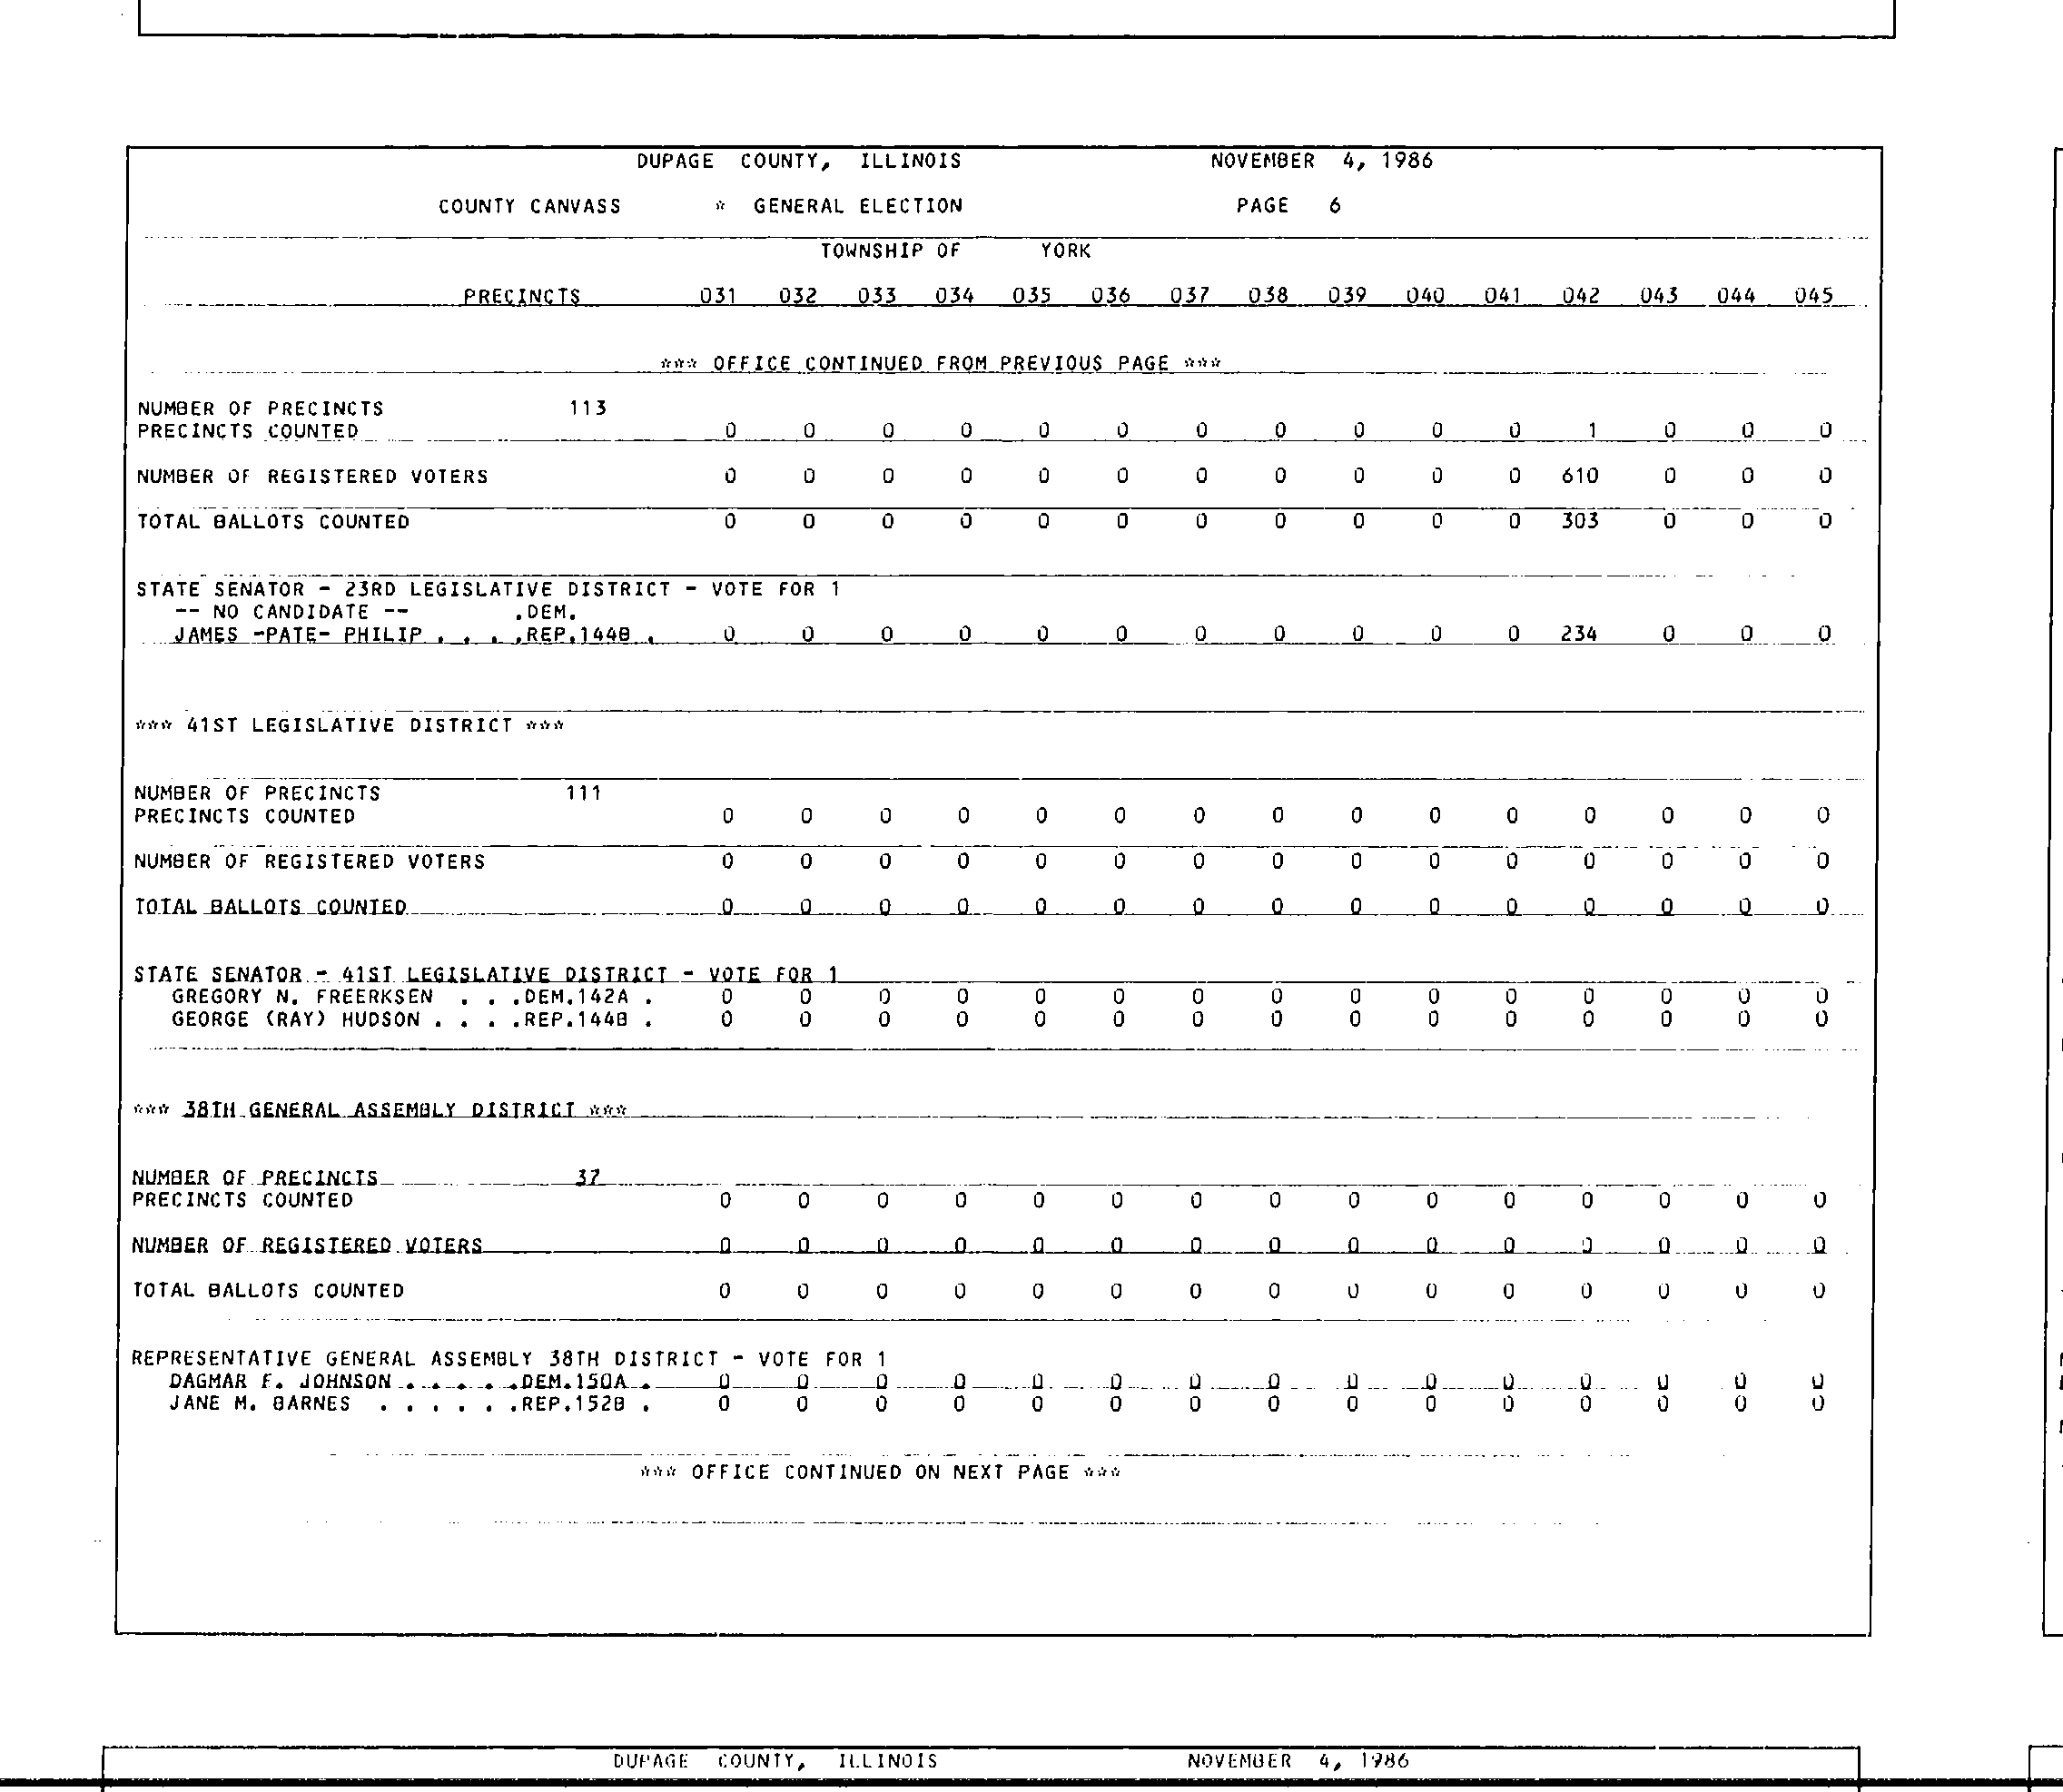 DUPAGE COUNTY, ILLINOIS NOVEMBER 4, 1986
COUNTY CANVASS * GENERAL ELECTION PAGE 6
TOWNSHIP OF YORK
PRECINCTS 031 032 033 034 035 036 037 038 039 040 041 042 043 044 045
*** OFFICE CONTINUED FROM PREVIOUS PAGE ***
NUMBER OF PRECINCTS 113
PRECINCTS COUNTED 0 0 0 0 0 0 0 0 0 0 0 1 0 0 0
NUMBER OF REGISTERED VOTERS 0 0 0 0 0 0 0 0 0 0 0 610 0 0 0
TOTAL BALLOTS COUNTED 0 0 0 0 0 0 0 0 0 0 0 303 0 0 0
STATE SENATOR - 23RD LEGISLATIVE DISTRICT - VOTE FOR 1
-- NO CANDIDATE -- .DEM.
JAMES -PATE- PHILIP . . . .REP.144B . 0 0 0 0 0 0 0 0 0 0 0 234 0 0 0
*** 41ST LEGISLATIVE DISTRICT ***
NUMBER OF PRECINCTS 111
PRECINCTS COUNTED 0 0 0 0 0 0 0 0 0 0 0 0 0 0 0
NUMBER OF REGISTERED VOTERS 0 0 0 0 0 0 0 0 0 0 0 0 0 0 0
TOTAL BALLOTS COUNTED 0 0 0 0 0 0 0 0 0 0 0 0 0 0 0
STATE SENATOR - 41ST LEGISLATIVE DISTRICT - VOTE FOR 1
GREGORY N. FREERKSEN . . .DEM.142A . 0 0 0 0 0 0 0 0 0 0 0 0 0 0 0
GEORGE (RAY) HUDSON . . . .REP.144B . 0 0 0 0 0 0 0 0 0 0 0 0 0 0 0
*** 38TH GENERAL ASSEMBLY DISTRICT ***
NUMBER OF PRECINCTS 37
PRECINCTS COUNTED 0 0 0 0 0 0 0 0 0 0 0 0 0 0 0
NUMBER OF REGISTERED VOTERS 0 0 0 0 0 0 0 0 0 0 0 0 0 0 0
TOTAL BALLOTS COUNTED 0 0 0 0 0 0 0 0 0 0 0 0 0 0 0
REPRESENTATIVE GENERAL ASSEMBLY 38TH DISTRICT - VOTE FOR 1
DAGMAR F. JOHNSON . . . . .DEM.150A . 0 0 0 0 0 0 0 0 0 0 0 0 0 0 0
JANE M. BARNES . . . . . .REP.152B . 0 0 0 0 0 0 0 0 0 0 0 0 0 0 0
*** OFFICE CONTINUED ON NEXT PAGE ***
DUPAGE COUNTY, ILLINOIS NOVEMBER 4, 1986